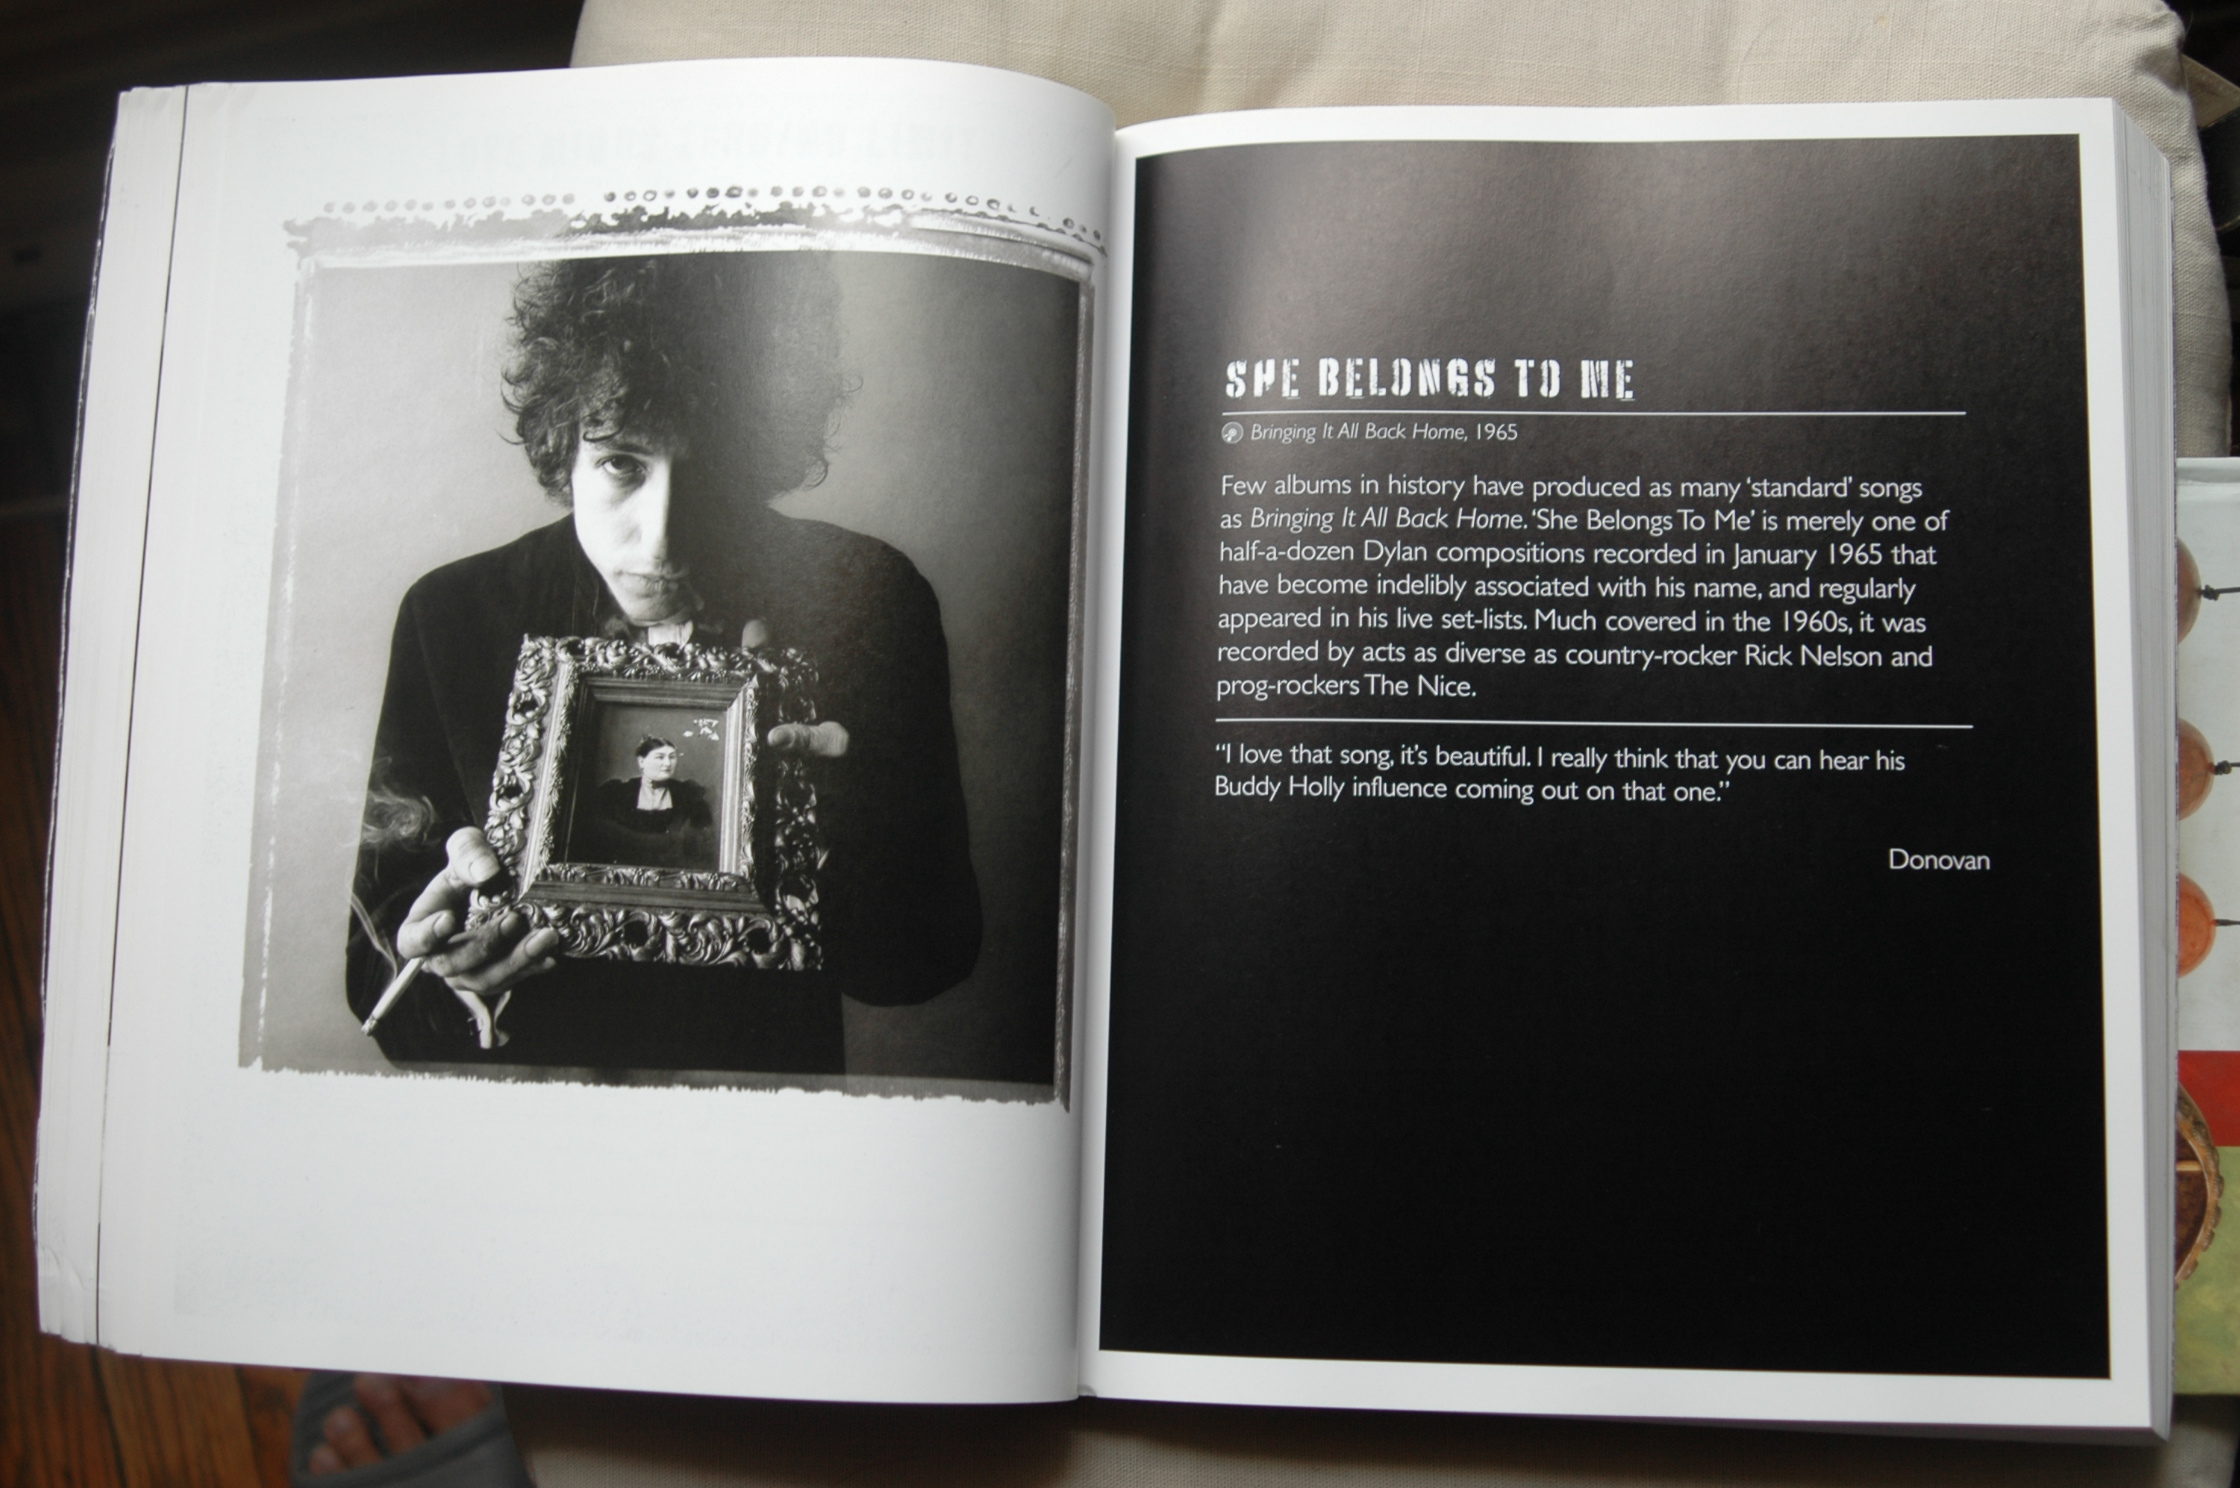 SHE BELONGS TO ME
Bringing It All Back Home, 1965
Few albums in history have produced as many ‘standard’ songs
as Bringing It All Back Home. ‘She Belongs To Me’ is merely one of
half-a-dozen Dylan compositions recorded in January 1965 that
have become indelibly associated with his name, and regularly
appeared in his live set-lists. Much covered in the 1960s, it was
recorded by acts as diverse as country-rocker Rick Nelson and
prog-rockers The Nice.
“I love that song, it’s beautiful. I really think that you can hear his
Buddy Holly influence coming out on that one.”
Donovan